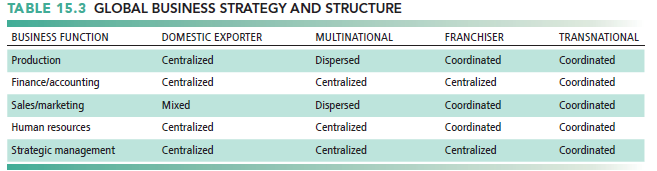 TABLE 15.3 GLOBAL BUSINESS STRATEGY AND STRUCTURE
BUSINESS FUNCTION DOMESTIC EXPORTER MULTINATIONAL FRANCHISER TRANSNATIONAL
Production Centralized Dispersed Coordinated Coordinated
Finance/accounting Centralized Centralized Centralized Coordinated
Sales/marketing Mixed Dispersed Coordinated Coordinated
Human resources Centralized Centralized Coordinated Coordinated
Strategic management Centralized Centralized Centralized Coordinated